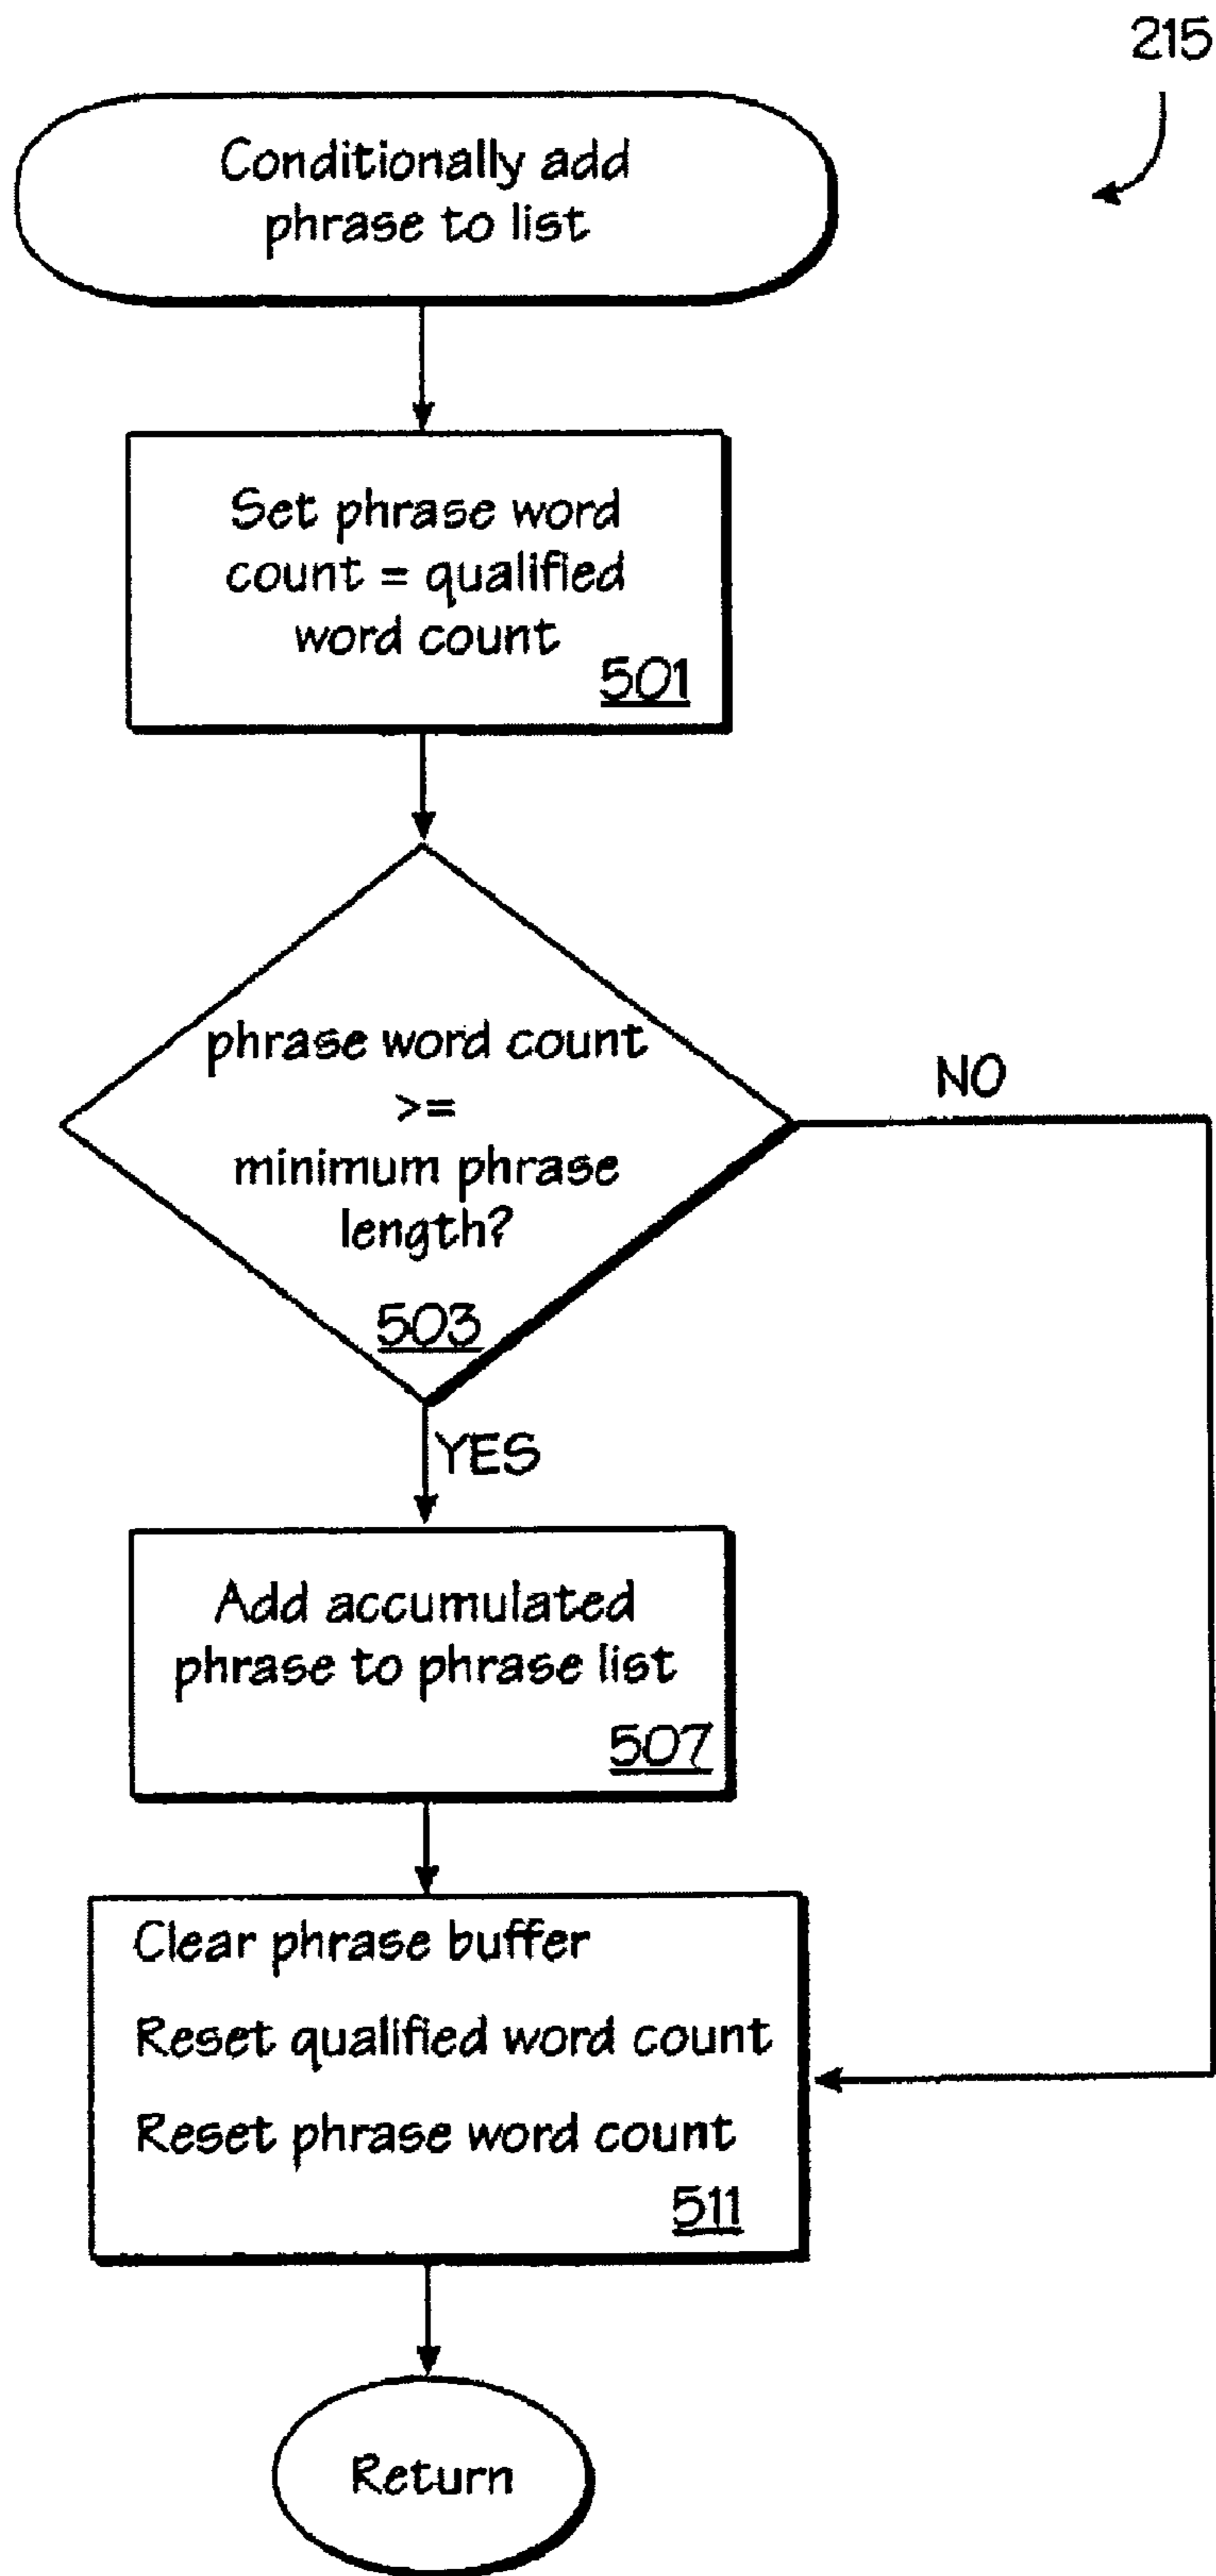 215
Conditionally add
phrase to list
Set phrase word
count = qualified
word count
501
phrase word count
>=
minimum phrase
length?
503
NO
YES
Add accumulated
phrase to phrase list
507
Clear phrase buffer
Reset qualified word count
Reset phrase word count
511
Return